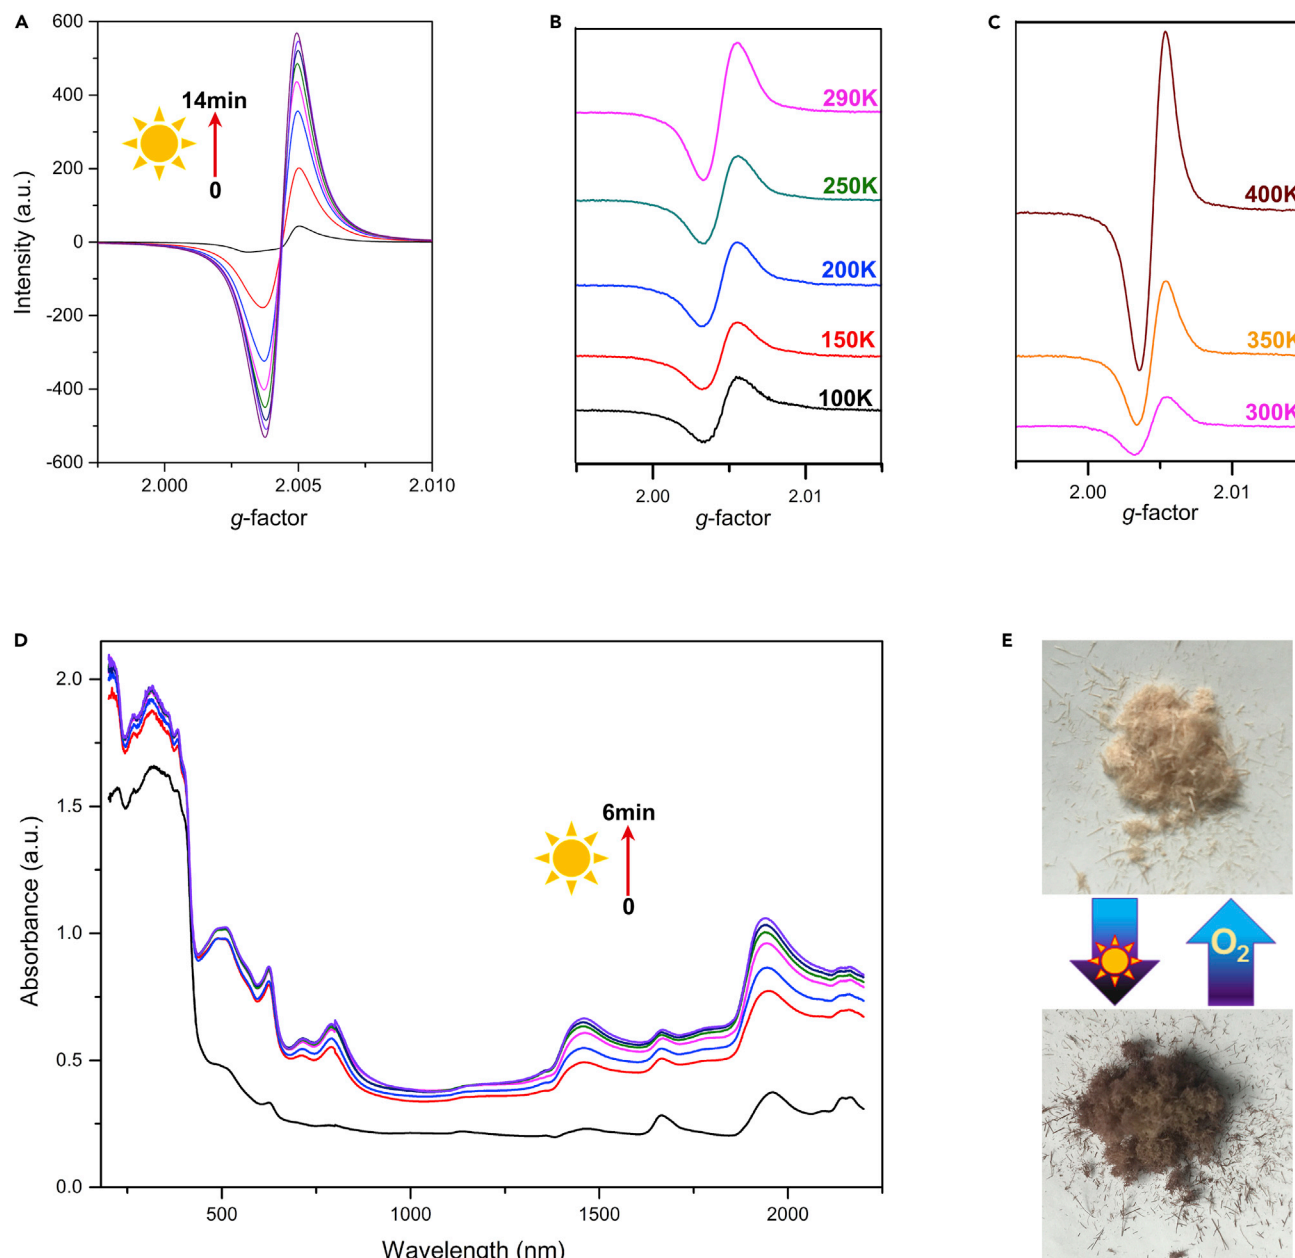 A
600
400
200
0
-200
-400
-600
Intensity (a.u.)
14min
0
2.000
2.005
2.010
g-factor
B
290K
250K
200K
150K
100K
2.00
2.01
g-factor
C
400K
350K
300K
2.00
2.01
g-factor
D
2.0
1.5
1.0
0.5
0.0
Absorbance (a.u.)
6min
0
500
1000
1500
2000
Wavelength (nm)
E
O2